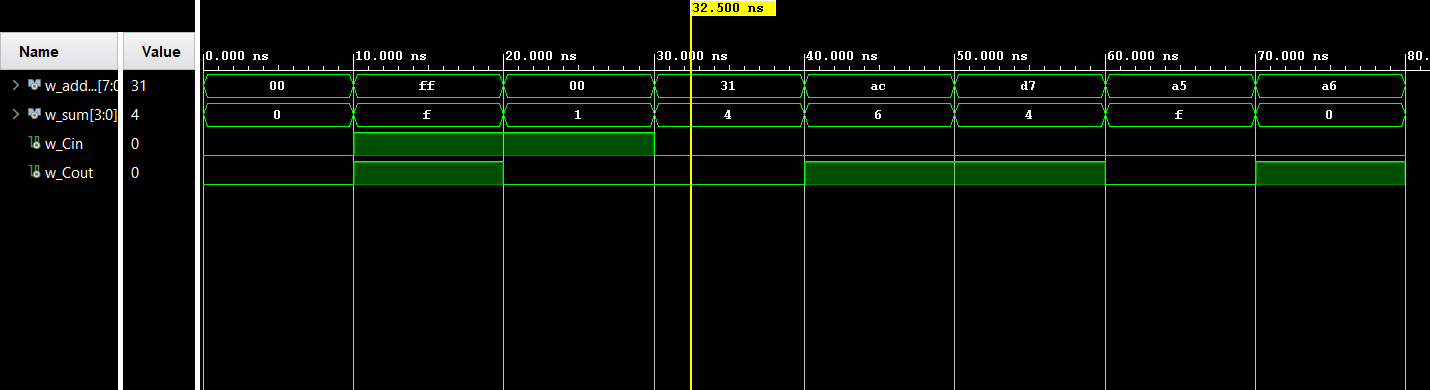 32.500 ns
Name Value
0.000 ns 10.000 ns 20.000 ns 30.000 ns 40.000 ns 50.000 ns 60.000 ns 70.000 ns 80.
w_add...[7:0 31 00 ff 00 31 ac d7 a5 a6
w_sum[3:0] 4 0 f 1 4 6 4 f 0
w_Cin 0
w_Cout 0